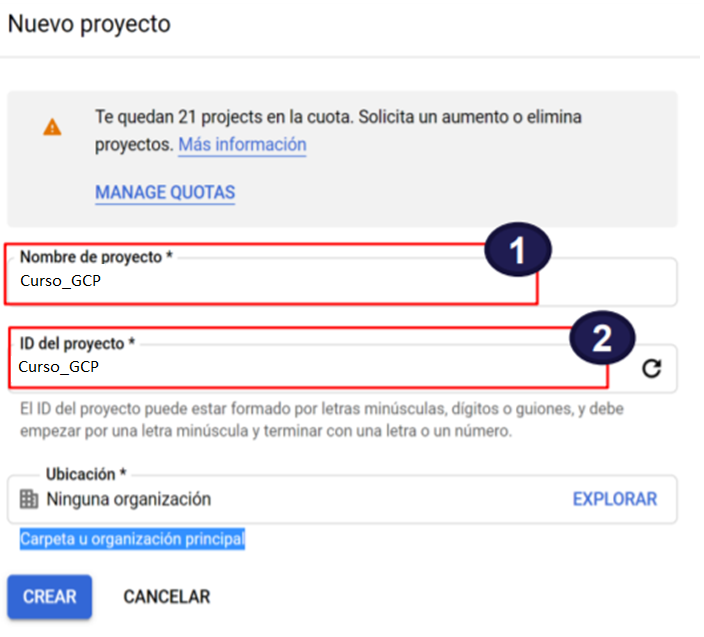 Nuevo proyecto
Te quedan 21 projects en la cuota. Solicita un aumento o elimina
proyectos. Más información
MANAGE QUOTAS
1
Nombre de proyecto *
Curso_GCP
2
ID del proyecto *
Curso_GCP
El ID del proyecto puede estar formado por letras minúsculas, dígitos o guiones, y debe
empezar por una letra minúscula y terminar con una letra o un número.
Ubicación *
Ninguna organización EXPLORAR
Carpeta u organización principal
CREAR CANCELAR